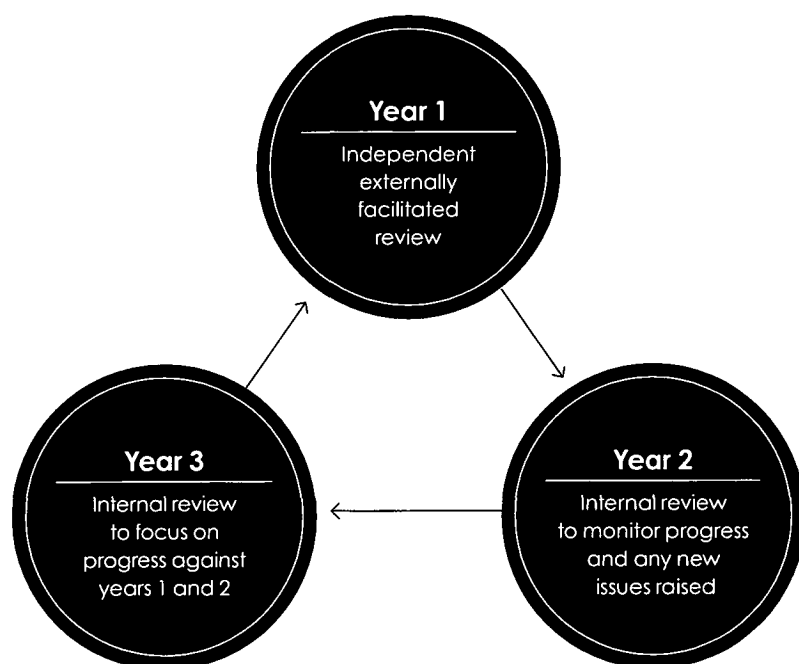 Year 1
Independent
externally
facilitated
review
Year 3
Internal review
to focus on
progress against
years 1 and 2
Year 2
Internal review
to monitor progress
and any new
issues raised